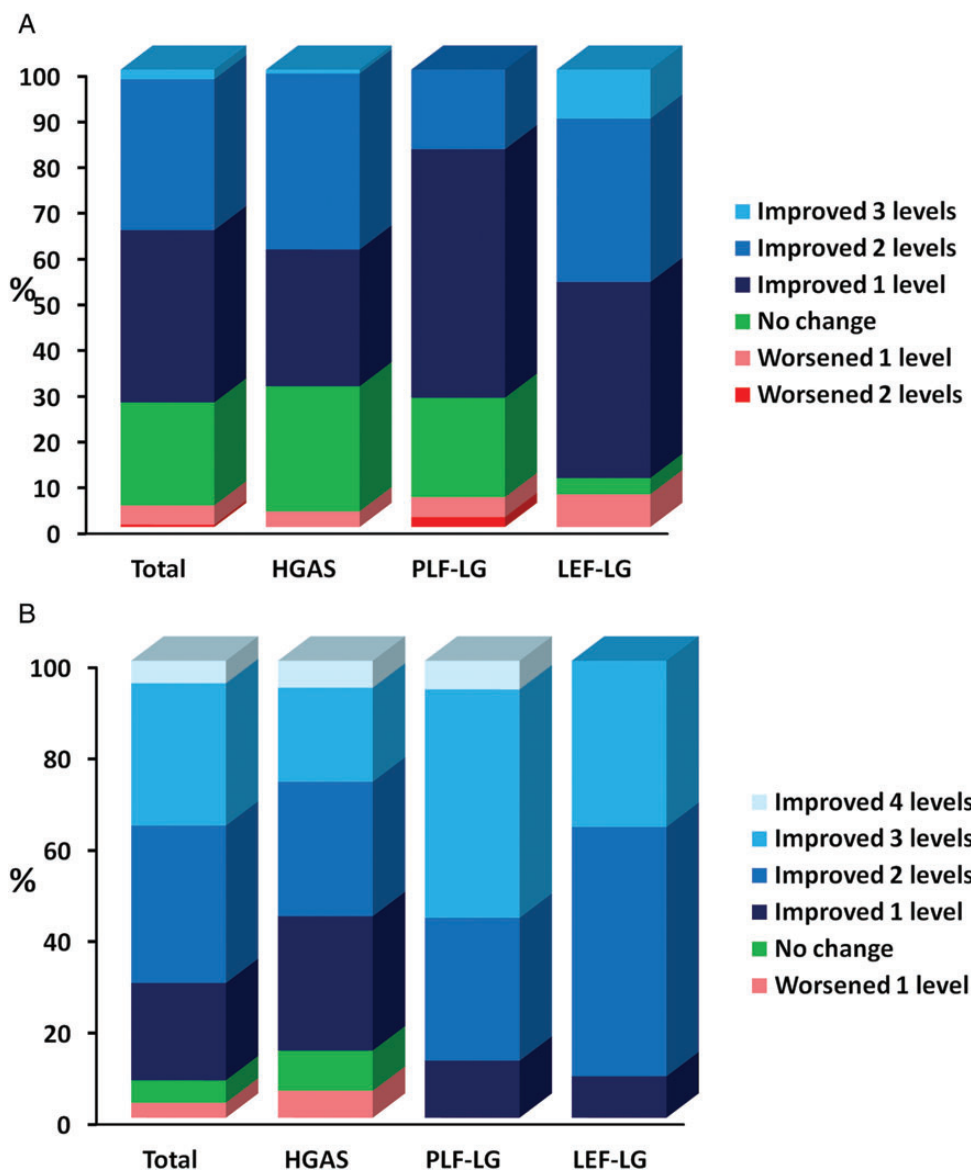 A
100
90
80
70
60
50
40
30
20
10
0
%
Total HGAS PLF-LG LEF-LG
Improved 3 levels
Improved 2 levels
Improved 1 level
No change
Worsened 1 level
Worsened 2 levels
B
100
80
60
40
20
0
%
Total HGAS PLF-LG LEF-LG
Improved 4 levels
Improved 3 levels
Improved 2 levels
Improved 1 level
No change
Worsened 1 level